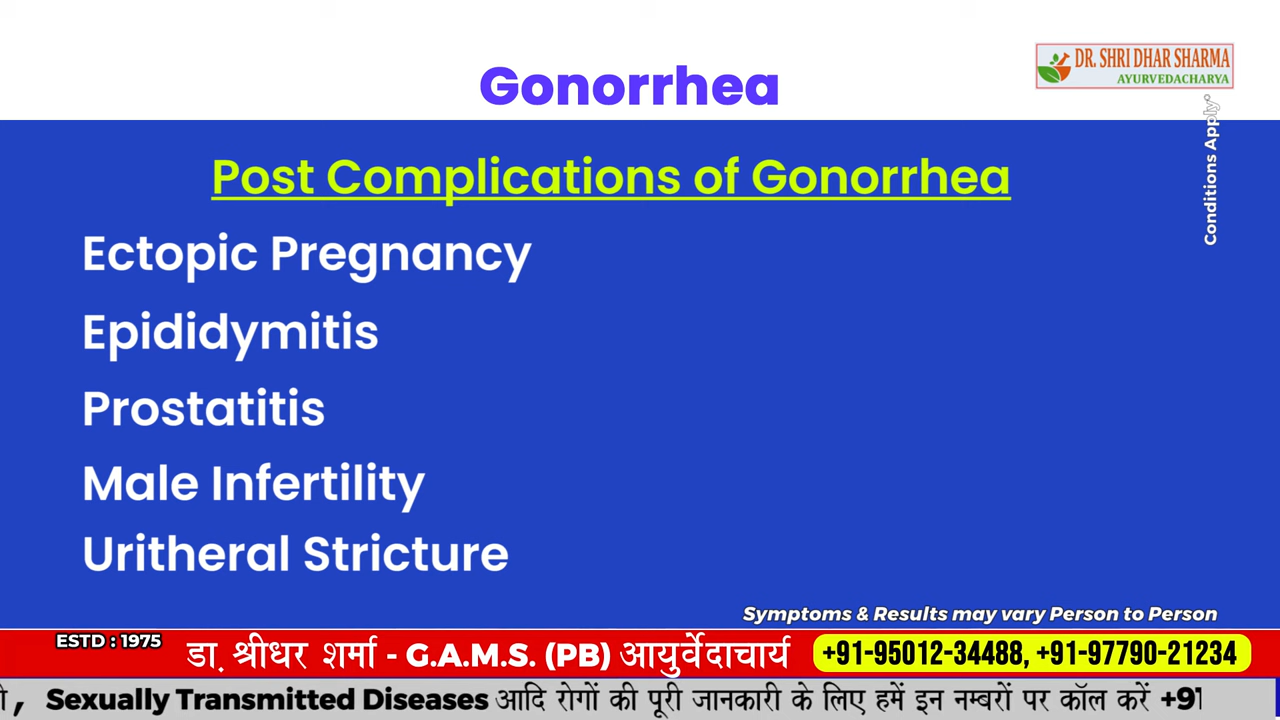 Gonorrhea
DR. SHRI DHAR SHARMA
AYURVEDACHARYA
Conditions Apply*
Post Complications of Gonorrhea
Ectopic Pregnancy
Epididymitis
Prostatitis
Male Infertility
Uritheral Stricture
Symptoms & Results may vary Person to Person
ESTD : 1975
डा. श्रीधर शर्मा - G.A.M.S. (PB) आयुर्वेदाचार्य
+91-95012-34488, +91-97790-21234
, Sexually Transmitted Diseases आदि रोगों की पूरी जानकारी के लिए हमें इन नम्बरों पर कॉल करें +91